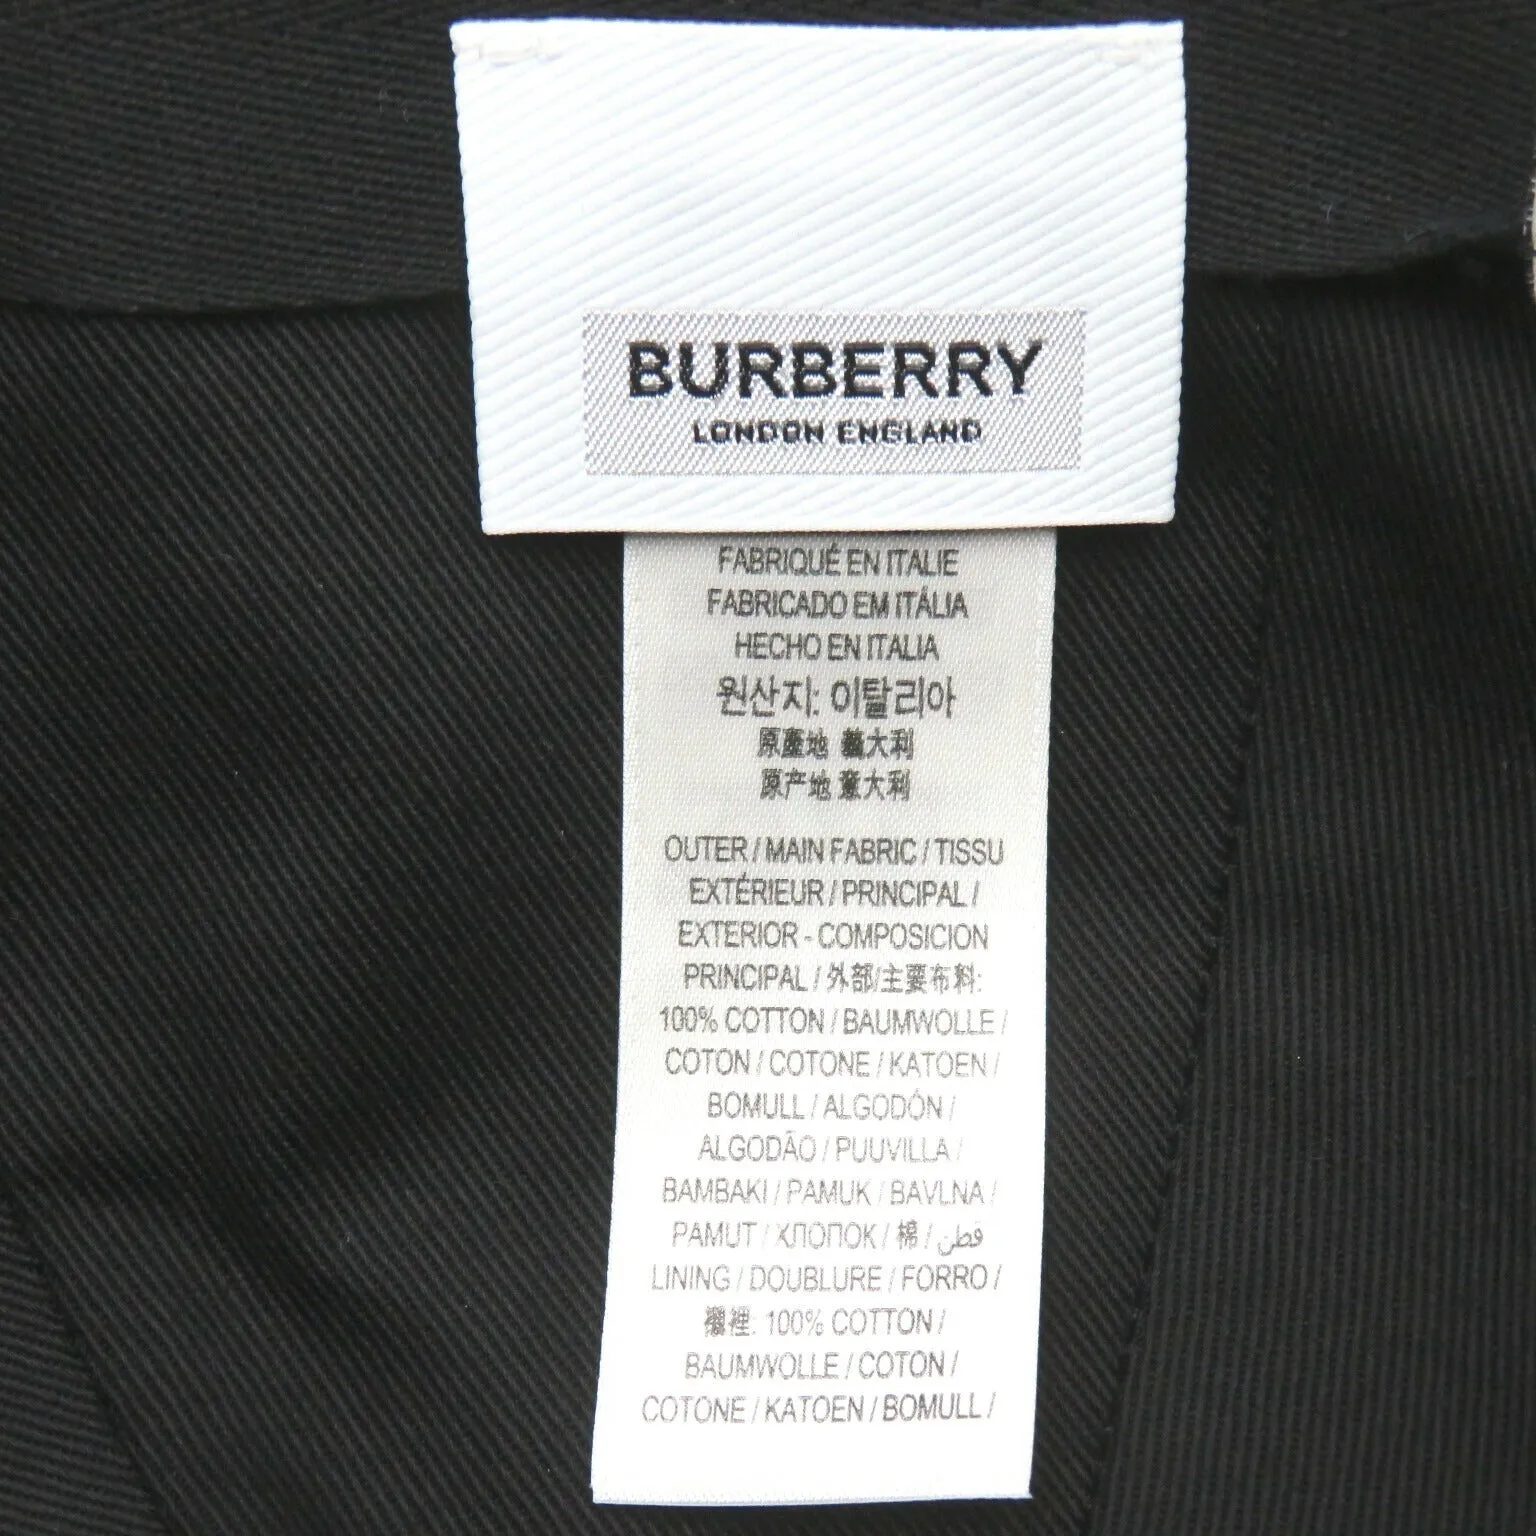 BURBERRY
LONDON ENGLAND
FABRIQUÉ EN ITALIE
FABRICADO EM ITÁLIA
HECHO EN ITALIA
원산지: 이탈리아
原產地 義大利
原产地 意大利
OUTER / MAIN FABRIC / TISSU
EXTÉRIEUR / PRINCIPAL /
EXTERIOR - COMPOSICION
PRINCIPAL / 外部/主要布料:
100% COTTON / BAUMWOLLE /
COTON / COTONE / KATOEN /
BOMULL / ALGODÓN /
ALGODÃO / PUUVILLA /
BAMBAKI / PAMUK / BAVLNA /
PAMUT / ХЛОПОК / 棉 / قطن
LINING / DOUBLURE / FORRO /
襯裡: 100% COTTON /
BAUMWOLLE / COTON /
COTONE / KATOEN / BOMULL /